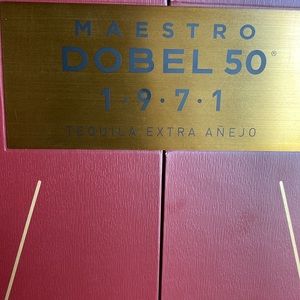 MAESTRO
DOBEL 50®
1·9·7·1
TEQUILA EXTRA AÑEJO